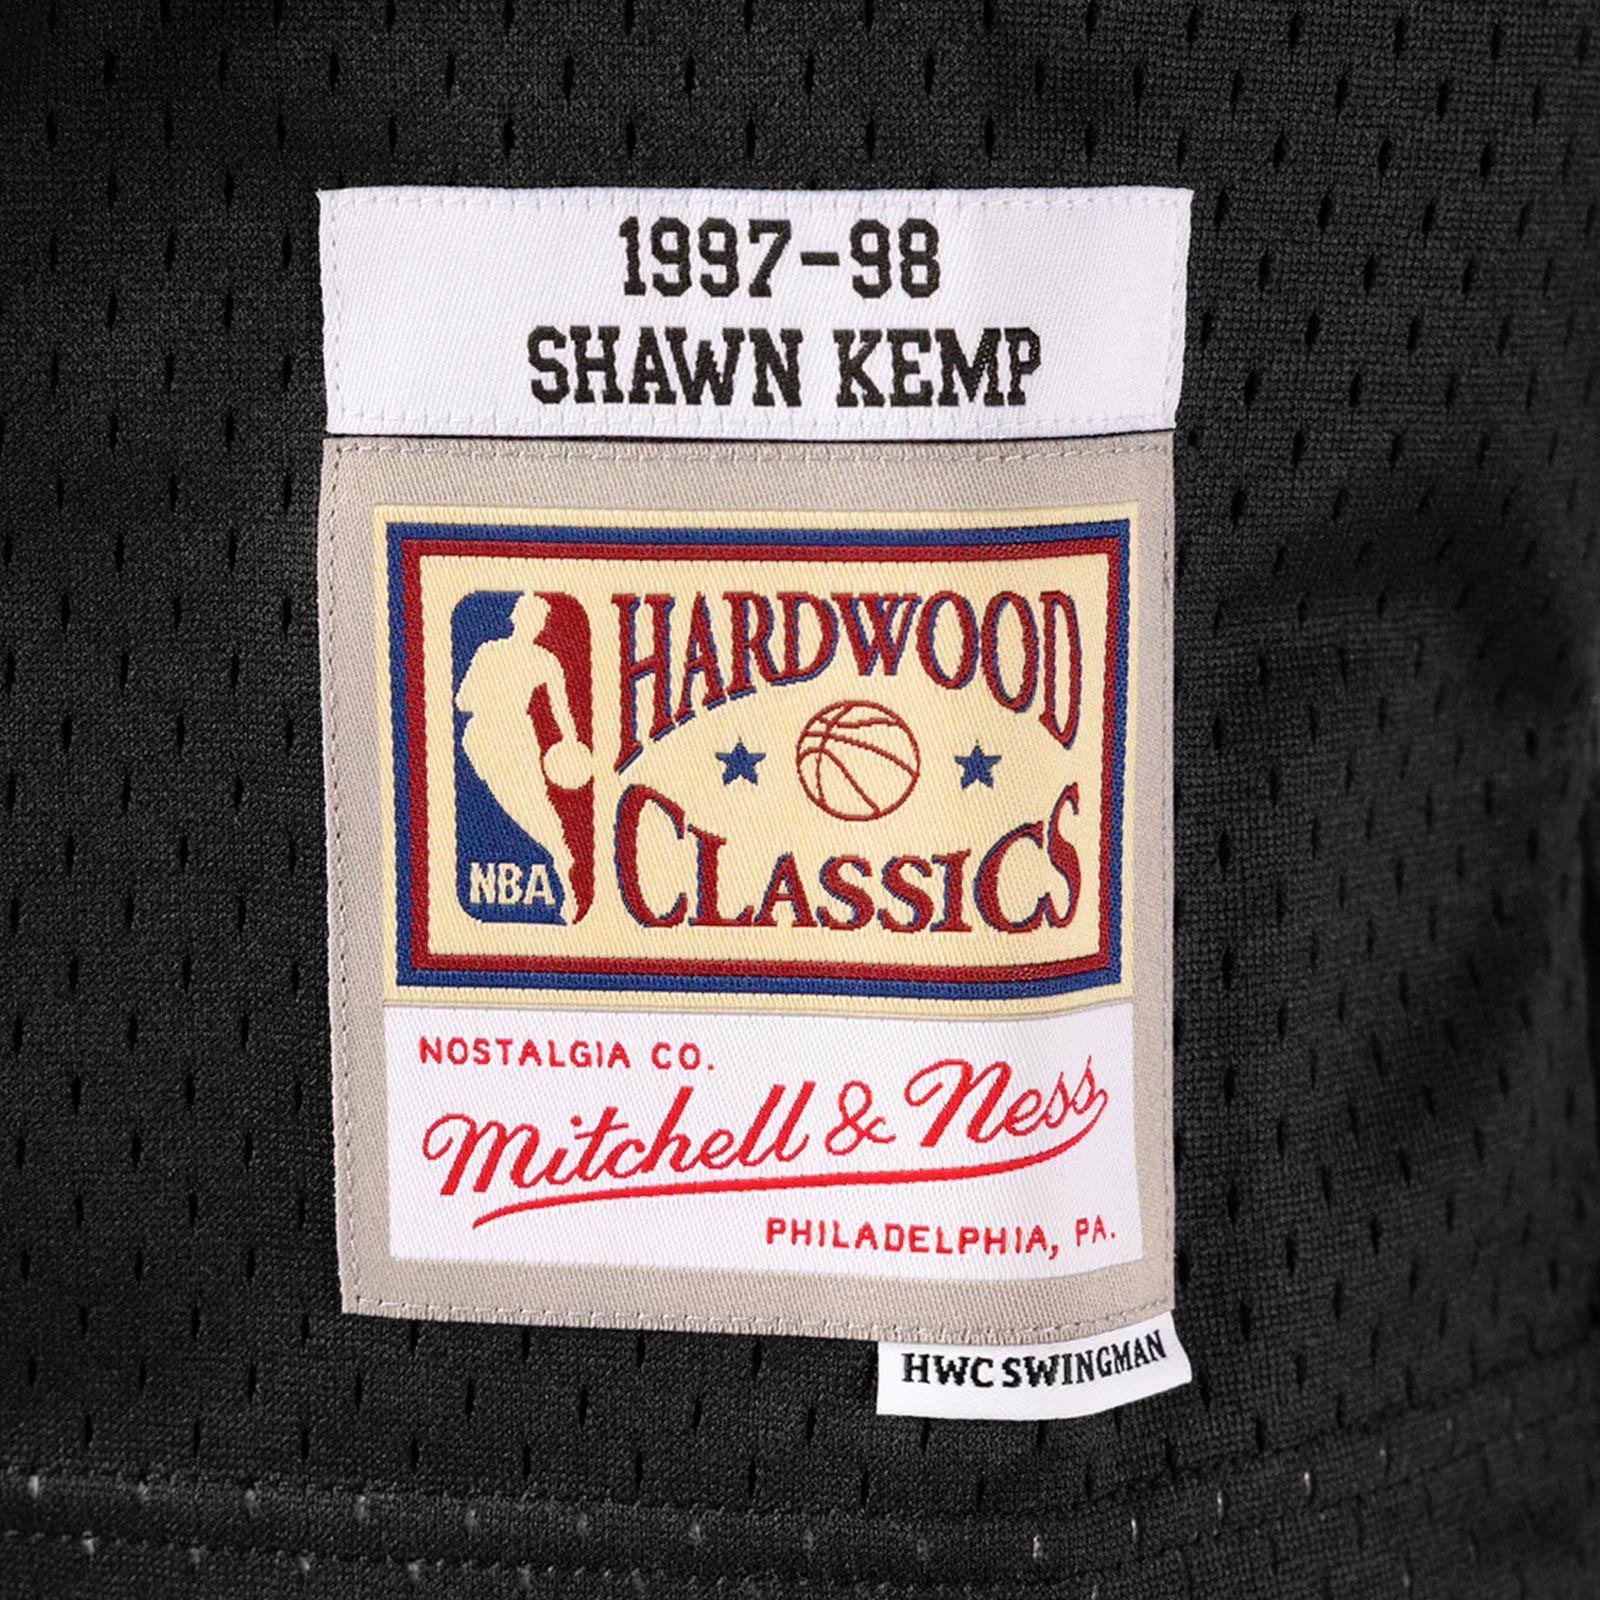 1997-98
SHAWN KEMP
HARDWOOD
CLASSICS
NBA
NOSTALGIA CO.
Mitchell & Ness
PHILADELPHIA, PA.
HWC SWINGMAN